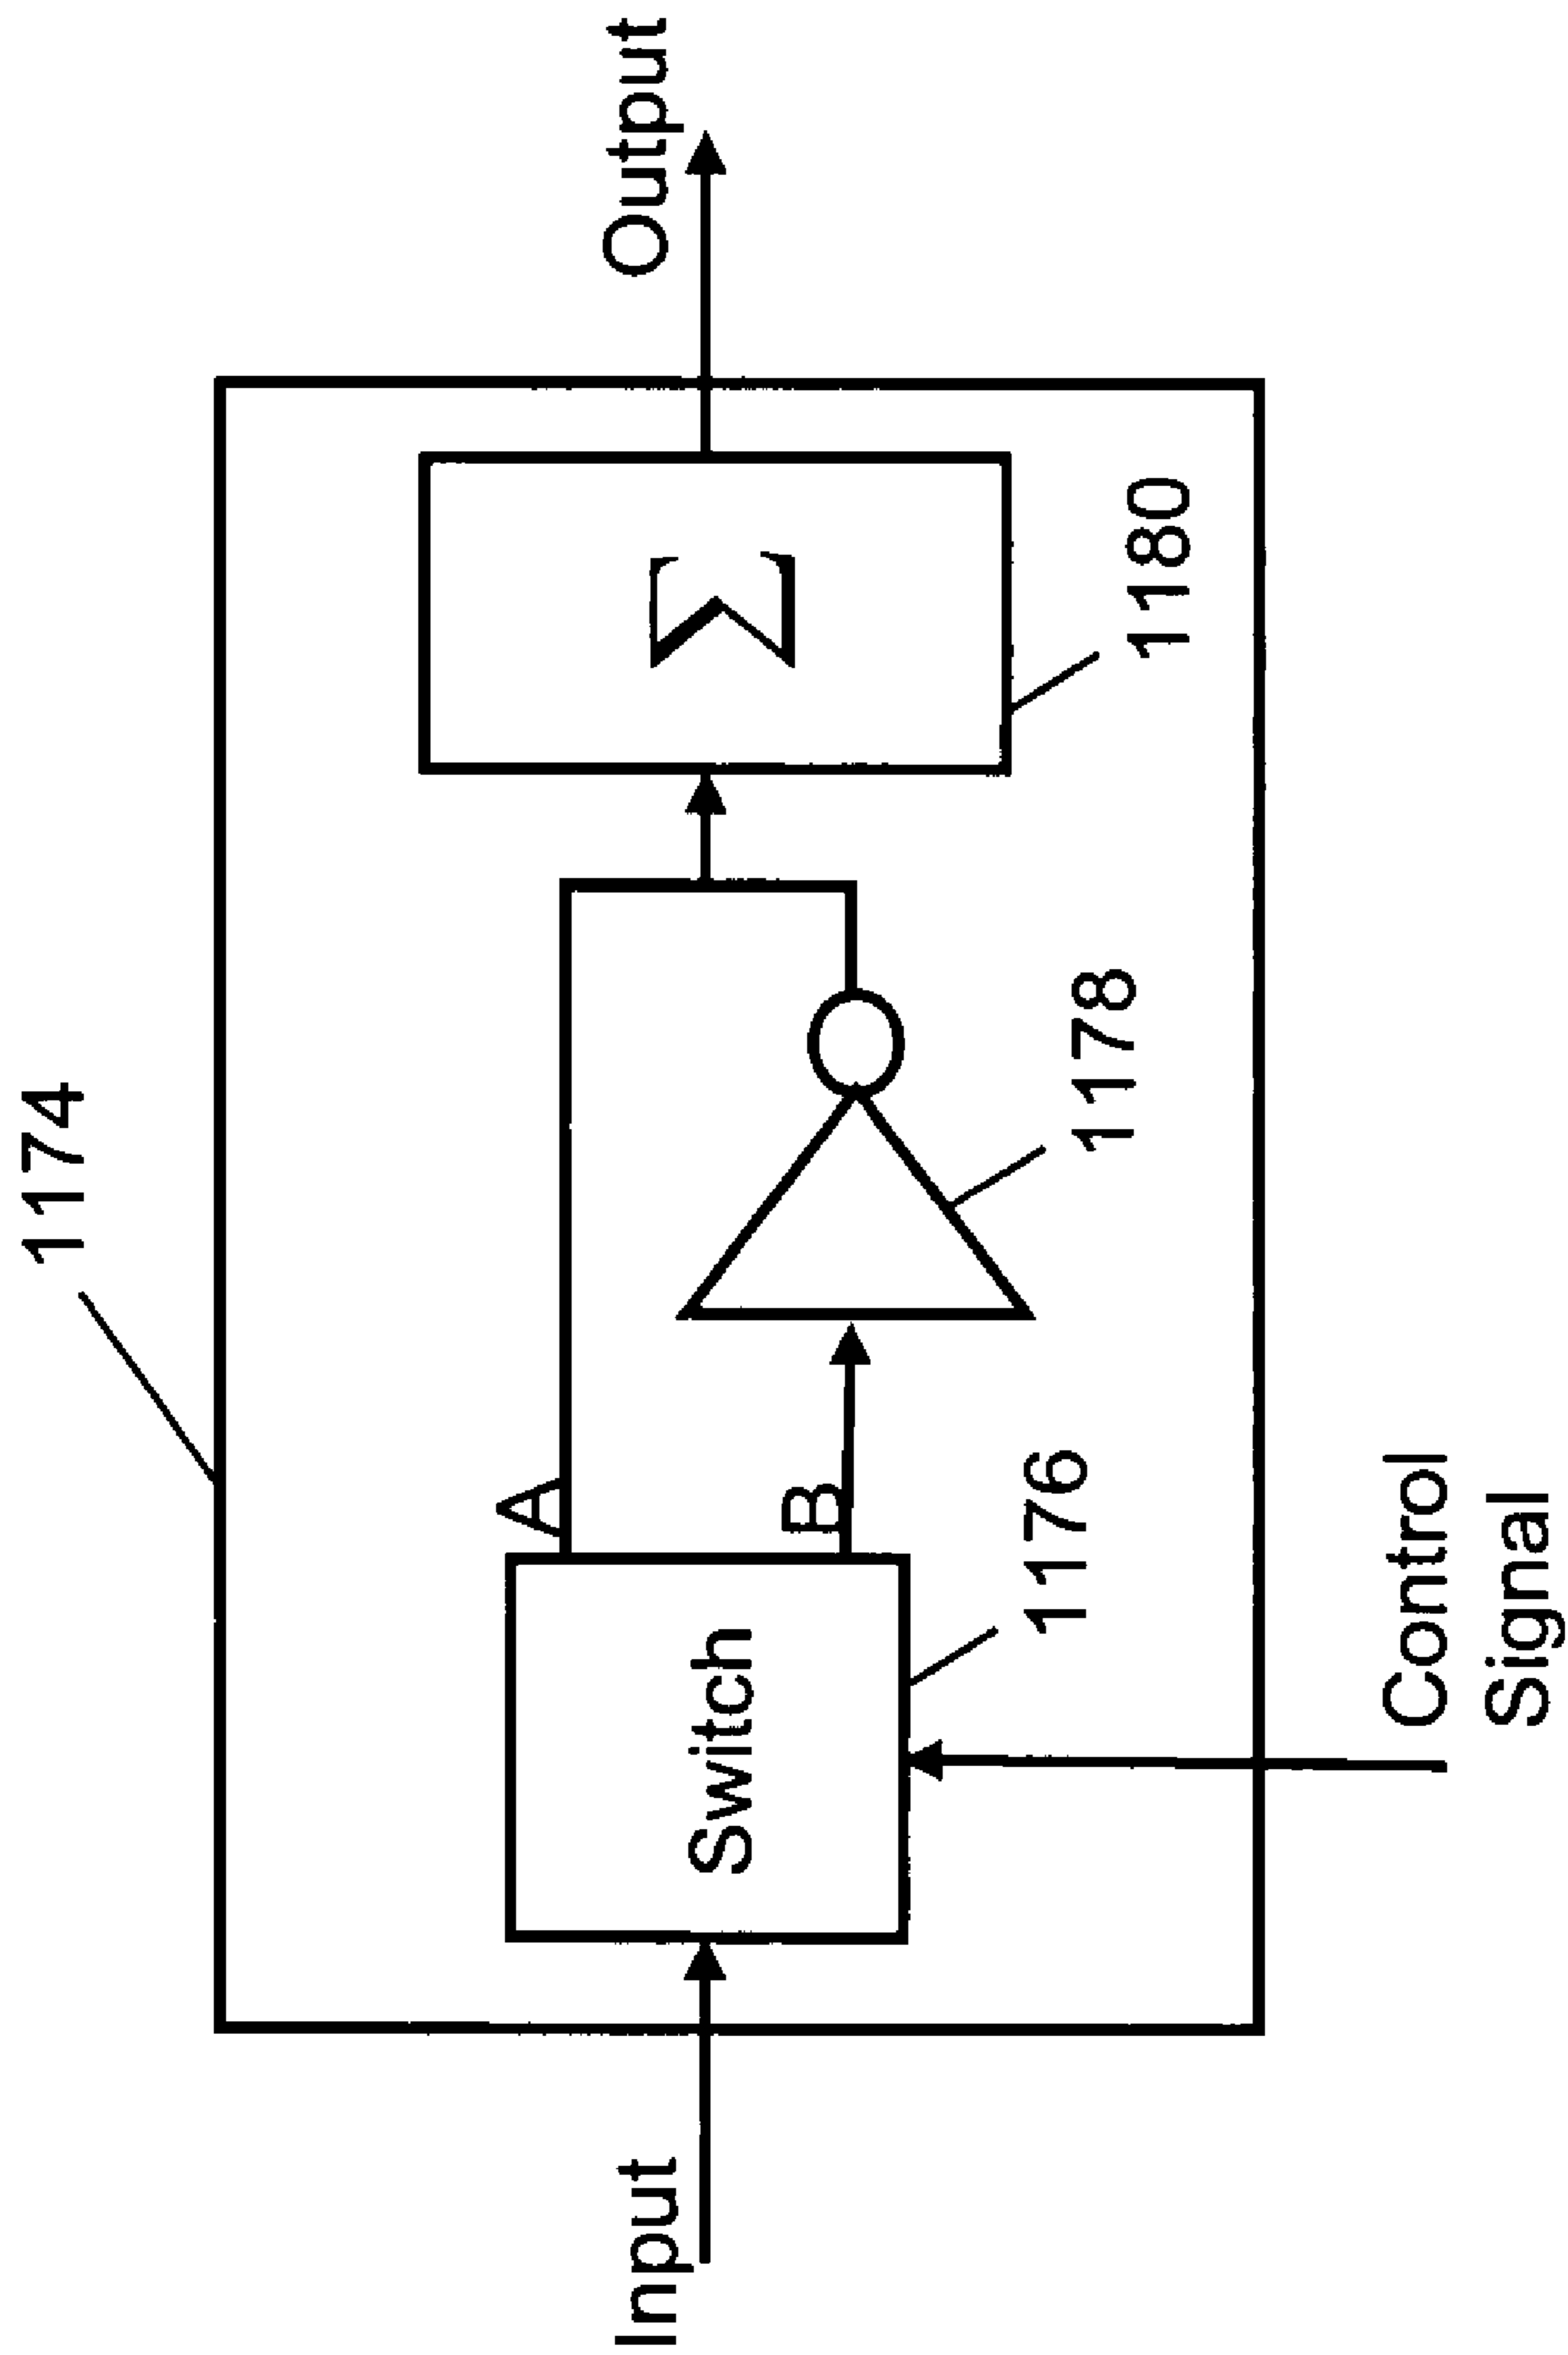 1174
Input
Switch
A
B
Σ
Output
1176
1178
1180
Control
Signal